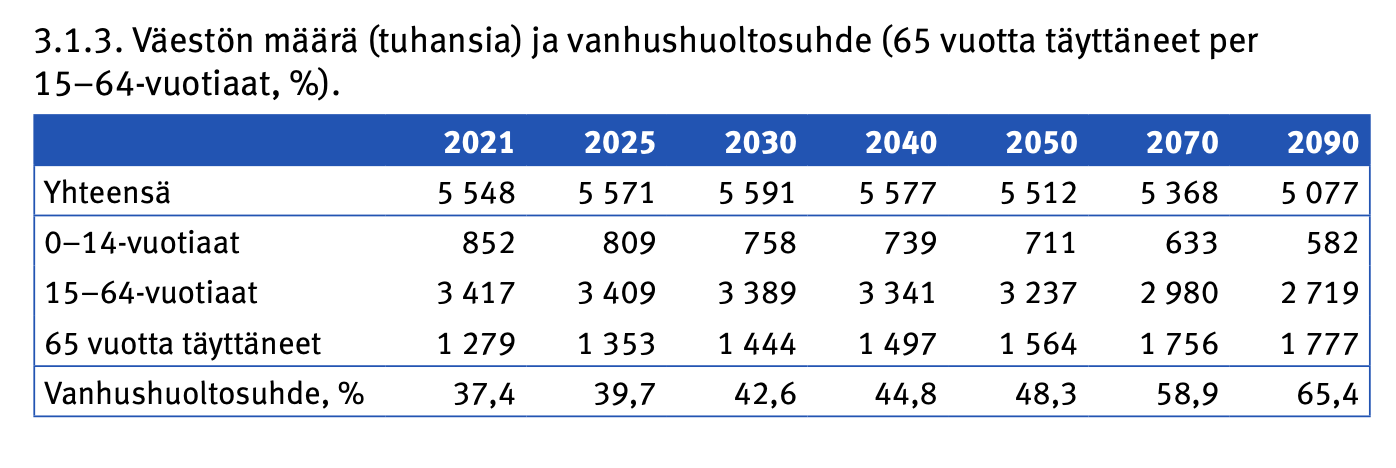 3.1.3. Väestön määrä (tuhansia) ja vanhushuoltosuhde (65 vuotta täyttäneet per
15–64-vuotiaat, %).
2021 2025 2030 2040 2050 2070 2090
Yhteensä 5 548 5 571 5 591 5 577 5 512 5 368 5 077
0–14-vuotiaat 852 809 758 739 711 633 582
15–64-vuotiaat 3 417 3 409 3 389 3 341 3 237 2 980 2 719
65 vuotta täyttäneet 1 279 1 353 1 444 1 497 1 564 1 756 1 777
Vanhushuoltosuhde, % 37,4 39,7 42,6 44,8 48,3 58,9 65,4